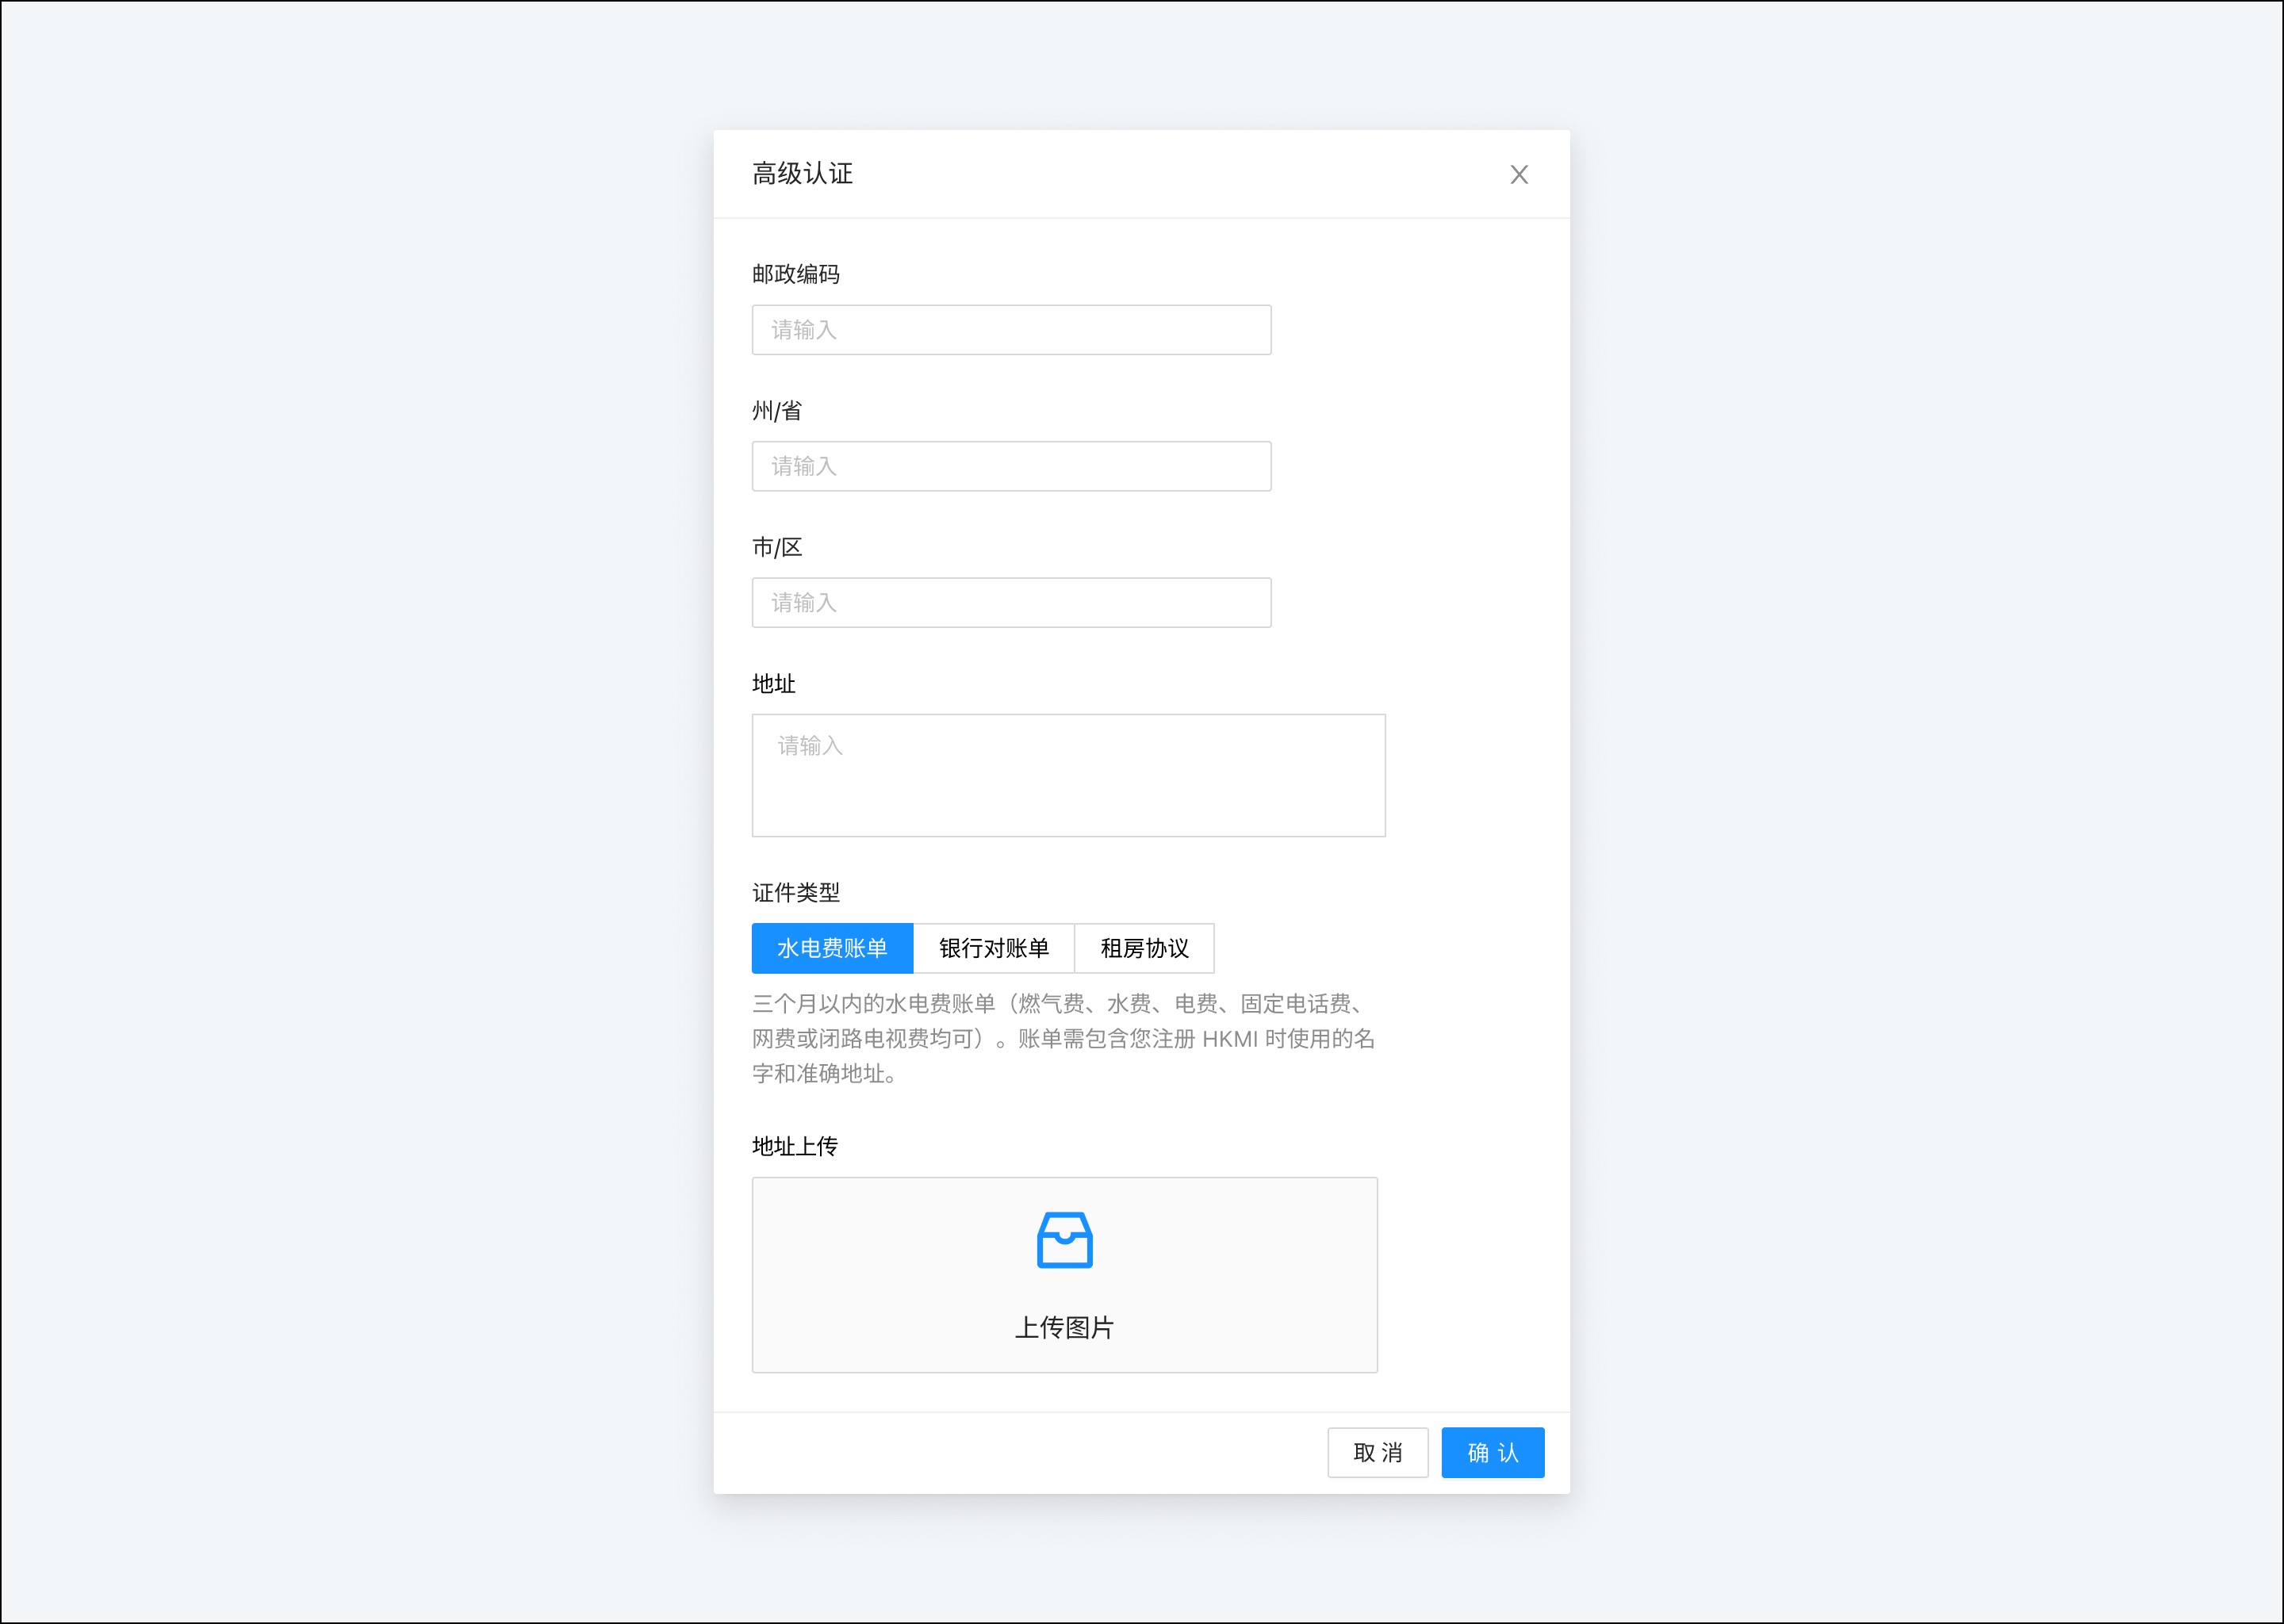 高级认证
邮政编码
请输入
州/省
请输入
市/区
请输入
地址
请输入
证件类型
水电费账单 银行对账单 租房协议
三个月以内的水电费账单（燃气费、水费、电费、固定电话费、
网费或闭路电视费均可）。账单需包含您注册 HKMI 时使用的名
字和准确地址。
地址上传
上传图片
取 消 确 认